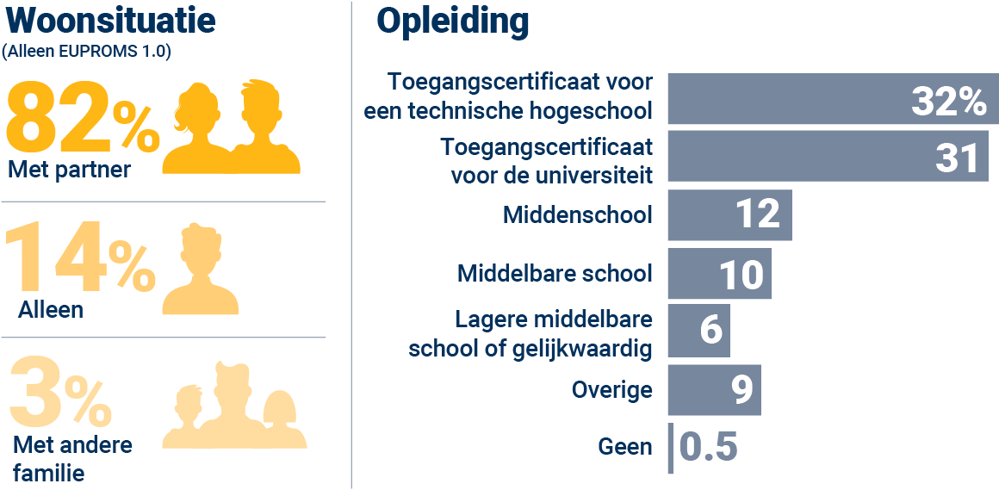 Woonsituatie
(Alleen EUPROMS 1.0)
82%
Met partner
14%
Alleen
3%
Met andere
familie
Opleiding
Toegangscertificaat voor
een technische hogeschool
32%
Toegangscertificaat
voor de universiteit
31
Middenschool
12
Middelbare school
10
Lagere middelbare
school of gelijkwaardig
6
Overige
9
Geen
0.5